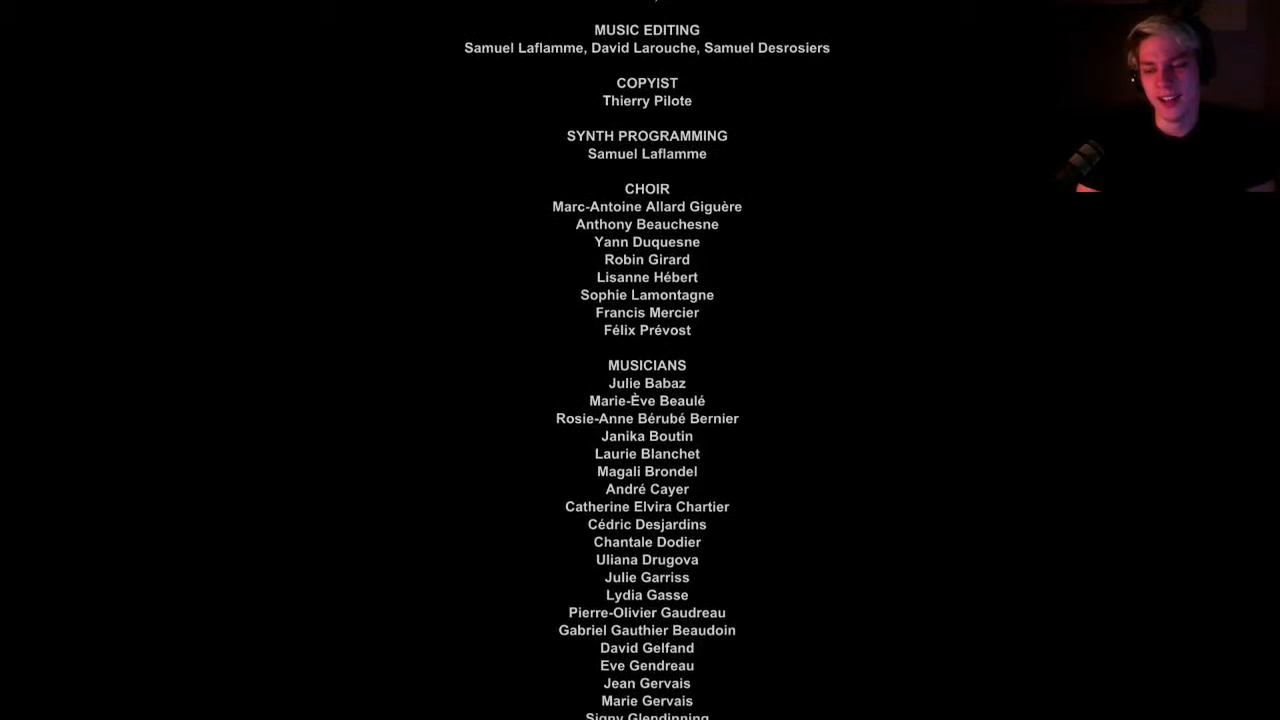 MUSIC EDITING
Samuel Laflamme, David Larouche, Samuel Desrosiers
COPYIST
Thierry Pilote
SYNTH PROGRAMMING
Samuel Laflamme
CHOIR
Marc-Antoine Allard Giguère
Anthony Beauchesne
Yann Duquesne
Robin Girard
Lisanne Hébert
Sophie Lamontagne
Francis Mercier
Félix Prévost
MUSICIANS
Julie Babaz
Marie-Ève Beaulé
Rosie-Anne Bérubé Bernier
Janika Boutin
Laurie Blanchet
Magali Brondel
André Cayer
Catherine Elvira Chartier
Cédric Desjardins
Chantale Dodier
Uliana Drugova
Julie Garriss
Lydia Gasse
Pierre-Olivier Gaudreau
Gabriel Gauthier Beaudoin
David Gelfand
Eve Gendreau
Jean Gervais
Marie Gervais
Signy Glendinning